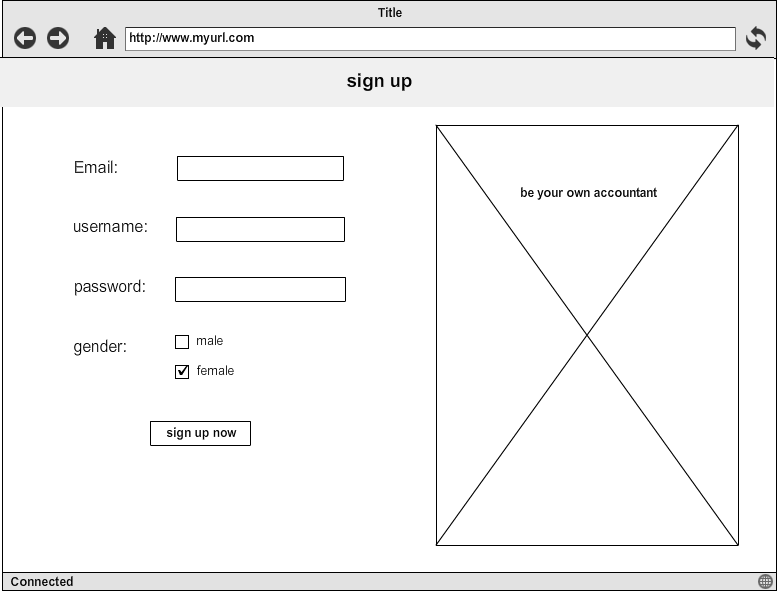 Title
http://www.myurl.com
sign up
Email:
username:
password:
gender:
male
female
sign up now
be your own accountant
Connected